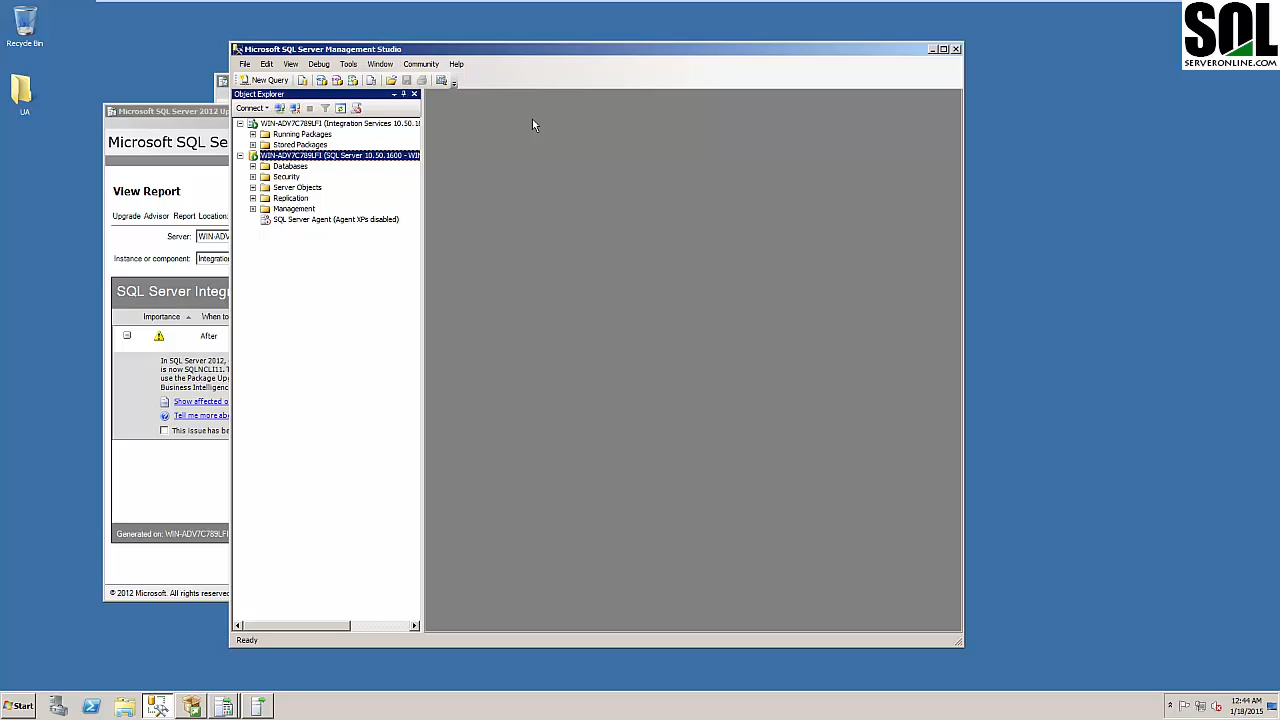 Recycle Bin
UA
SQL
SERVERONLINE.COM
Microsoft SQL Server Management Studio
File Edit View Debug Tools Window Community Help
New Query
Object Explorer
Connect
WIN-ADV7C789LFI (Integration Services 10.50.1
Running Packages
Stored Packages
WIN-ADV7C789LFI (SQL Server 10.50.1600 - WI
Databases
Security
Server Objects
Replication
Management
SQL Server Agent (Agent XPs disabled)
Ready
Microsoft SQL Server 2012 Up
Microsoft SQL Se
View Report
Upgrade Advisor Report Location:
Server: WIN-ADV
Instance or component: Integration
SQL Server Integr
Importance When to
After
In SQL Server 2012,
is now SQLNCLI11.
use the Package Upg
Business Intelligenc
Show affected o
Tell me more abo
This issue has be
Generated on: WIN-ADV7C789LFI
© 2012 Microsoft. All rights reserve
Start
12:44 AM
1/18/2015